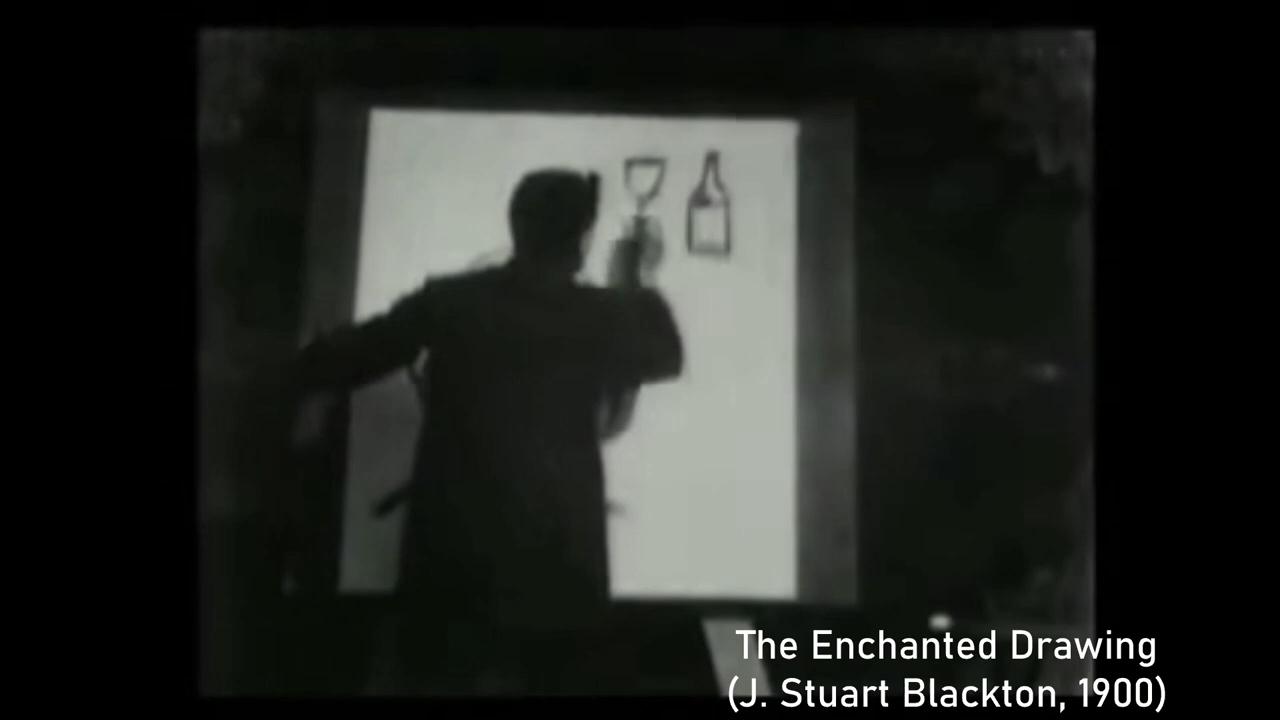 The Enchanted Drawing
(J. Stuart Blackton, 1900)